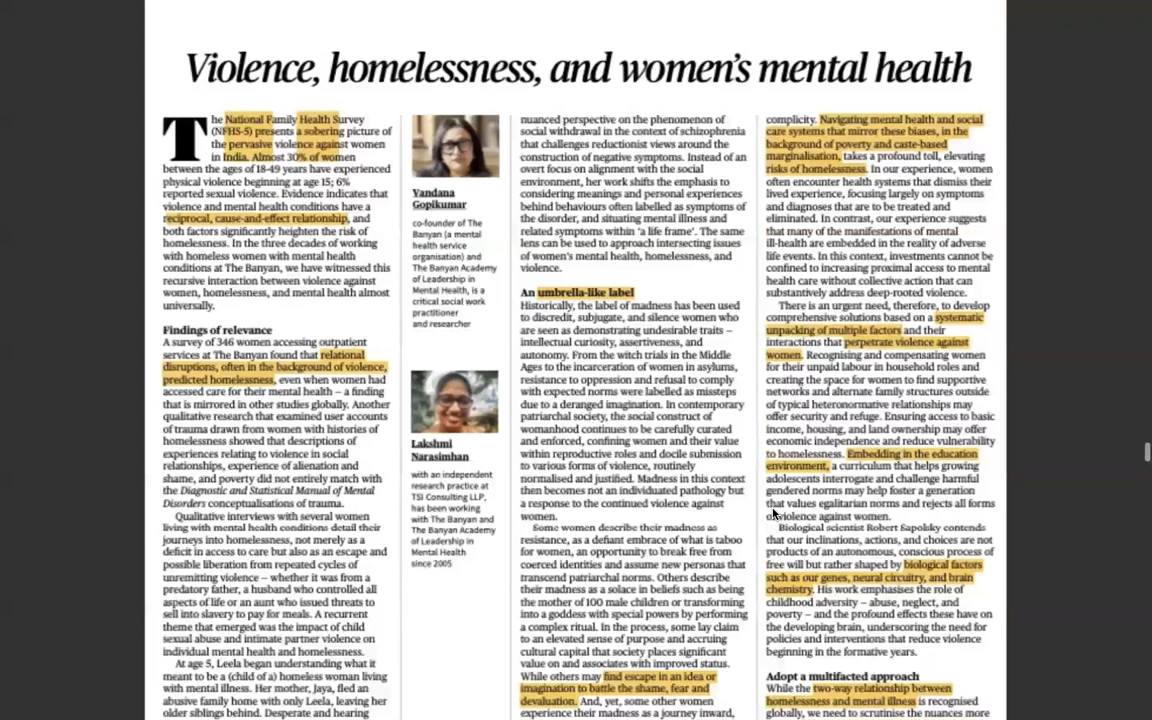 Violence, homelessness, and women's mental health
The National Family Health Survey
(NFHS-5) presents a sobering picture of
the pervasive violence against women
in India. Almost 30% of women
between the ages of 18-49 years have experienced
physical violence beginning at age 15; 6%
reported sexual violence. Evidence indicates that
violence and mental health conditions have a
reciprocal, cause-and-effect relationship, and
both factors significantly heighten the risk of
homelessness. In the three decades of working
with homeless women with mental health
conditions at The Banyan, we have witnessed this
recursive interaction between violence against
women, homelessness, and mental health almost
universally.
Findings of relevance
A survey of 346 women accessing outpatient
services at The Banyan found that relational
disruptions, often in the background of violence,
predicted homelessness, even when women had
accessed care for their mental health — a finding
that is mirrored in other studies globally. Another
qualitative research that examined user accounts
of trauma drawn from women with histories of
homelessness showed that descriptions of
experiences relating to violence in social
relationships, experience of alienation and
shame, and poverty did not entirely match with
the Diagnostic and Statistical Manual of Mental
Disorders conceptualisations of trauma.
Qualitative interviews with several women
living with mental health conditions detail their
journeys into homelessness, not merely as a
deficit in access to care but also as an escape and
possible liberation from repeated cycles of
unremitting violence — whether it was from a
predatory father, a husband who controlled all
aspects of life or an aunt who issued threats to
sell into slavery to pay for meals. A recurrent
theme that emerged was the impact of child
sexual abuse and intimate partner violence on
individual mental health and homelessness.
At age 5, Leela began understanding what it
meant to be a (child of a) homeless woman living
with mental illness. Her mother, Jaya, fled an
abusive family home with only Leela, leaving her
older siblings behind. Desperate and hearing
Vandana
Gopikumar
co-founder of The
Banyan (a mental
health service
organisation) and
The Banyan Academy
of Leadership in
Mental Health, is a
critical social work
practitioner
and researcher
Lakshmi
Narasimhan
with an independent
research practice at
TSI Consulting LLP,
has been working
with The Banyan and
The Banyan Academy
of Leadership in
Mental Health
since 2005
nuanced perspective on the phenomenon of
social withdrawal in the context of schizophrenia
that challenges reductionist views around the
construction of negative symptoms. Instead of an
overt focus on alignment with the social
environment, her work shifts the emphasis to
considering meanings and personal experiences
behind behaviours often labelled as symptoms of
the disorder, and situating mental illness and
related symptoms within 'a life frame'. The same
lens can be used to approach intersecting issues
of women's mental health, homelessness, and
violence.
An umbrella-like label
Historically, the label of madness has been used
to discredit, subjugate, and silence women who
are seen as demonstrating undesirable traits —
intellectual curiosity, assertiveness, and
autonomy. From the witch trials in the Middle
Ages to the incarceration of women in asylums,
resistance to oppression and refusal to comply
with expected norms were labelled as missteps
due to a deranged imagination. In contemporary
patriarchal society, the social construct of
womanhood continues to be carefully curated
and enforced, confining women and their value
within reproductive roles and docile submission
to various forms of violence, routinely
normalised and justified. Madness in this context
then becomes not an individuated pathology but
a response to the continued violence against
women.
Some women describe their madness as
resistance, as a defiant embrace of what is taboo
for women, an opportunity to break free from
coerced identities and assume new personas that
transcend patriarchal norms. Others describe
their madness as a solace in beliefs such as being
the mother of 100 male children or transforming
into a goddess with special powers by performing
a complex ritual. In the process, some lay claim
to an elevated sense of purpose and accruing
cultural capital that society places significant
value on and associates with improved status.
While others may find escape in an idea or
imagination to battle the shame, fear and
devaluation. And, yet, some other women
experience their madness as a journey inward,
complicity. Navigating mental health and social
care systems that mirror these biases, in the
background of poverty and caste-based
marginalisation, takes a profound toll, elevating
risks of homelessness. In our experience, women
often encounter health systems that dismiss their
lived experience, focusing largely on symptoms
and diagnoses that are to be treated and
eliminated. In contrast, our experience suggests
that many of the manifestations of mental
ill-health are embedded in the reality of adverse
life events. In this context, investments cannot be
confined to increasing proximal access to mental
health care without collective action that can
substantively address deep-rooted violence.
There is an urgent need, therefore, to develop
comprehensive solutions based on a systematic
unpacking of multiple factors and their
interactions that perpetrate violence against
women. Recognising and compensating women
for their unpaid labour in household roles and
creating the space for women to find supportive
networks and alternate family structures outside
of typical heteronormative relationships may
offer security and refuge. Ensuring access to basic
income, housing, and land ownership may offer
economic independence and reduce vulnerability
to homelessness. Embedding in the education
environment, a curriculum that helps growing
adolescents interrogate and challenge harmful
gendered norms may help foster a generation
that values egalitarian norms and rejects all forms
of violence against women.
Biological scientist Robert Sapolsky contends
that our inclinations, actions, and choices are not
products of an autonomous, conscious process of
free will but rather shaped by biological factors
such as our genes, neural circuitry, and brain
chemistry. His work emphasises the role of
childhood adversity — abuse, neglect, and
poverty — and the profound effects these have on
the developing brain, underscoring the need for
policies and interventions that reduce violence
beginning in the formative years.
Adopt a multifacted approach
While the two-way relationship between
homelessness and mental illness is recognised
globally, we need to scrutinise the nuances more